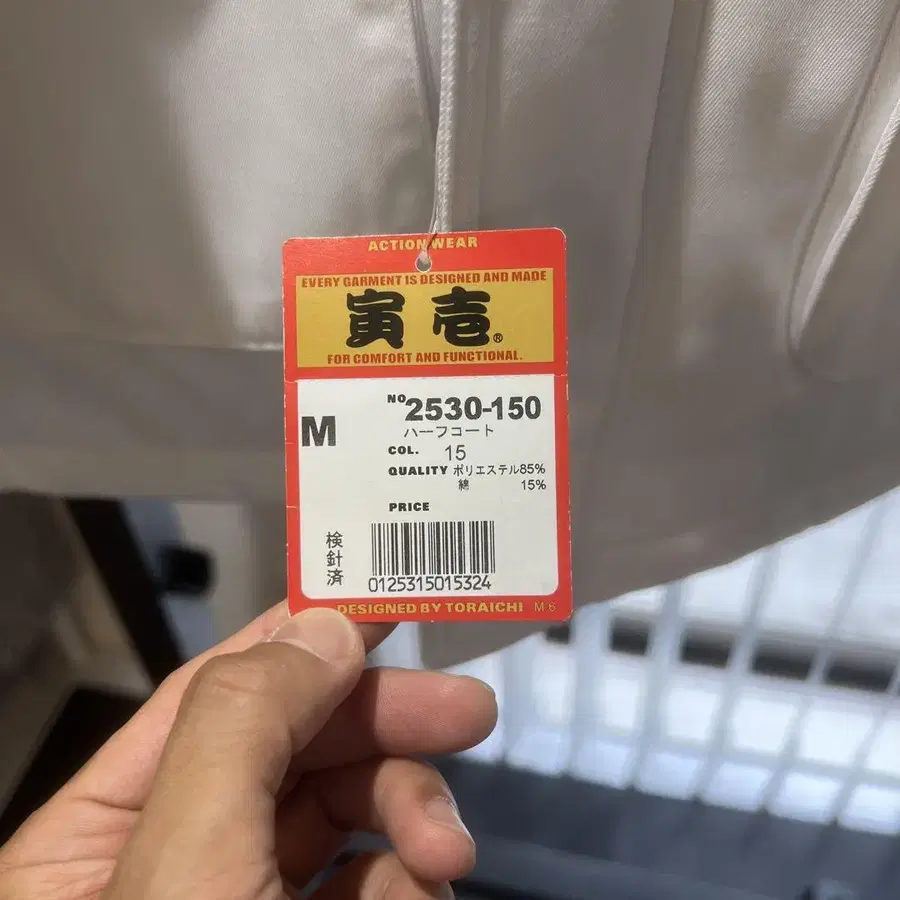 ACTION WEAR
EVERY GARMENT IS DESIGNED AND MADE
寅壱®
FOR COMFORT AND FUNCTIONAL.
M
NO 2530-150
ハーフコート
COL. 15
QUALITY ポリエステル85%
綿 15%
PRICE
検針済
0125315015324
DESIGNED BY TORAICHI M-6